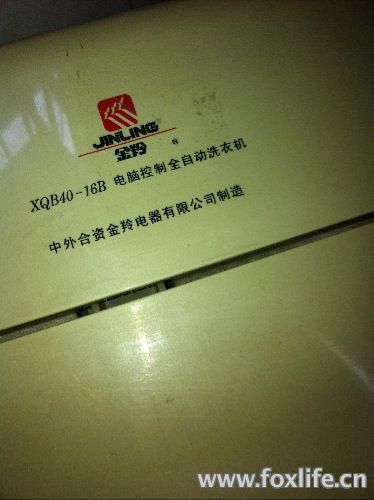 JINLING
金羚 ®
XQB40-16B 电脑控制全自动洗衣机
中外合资金羚电器有限公司制造
www.foxlife.cn